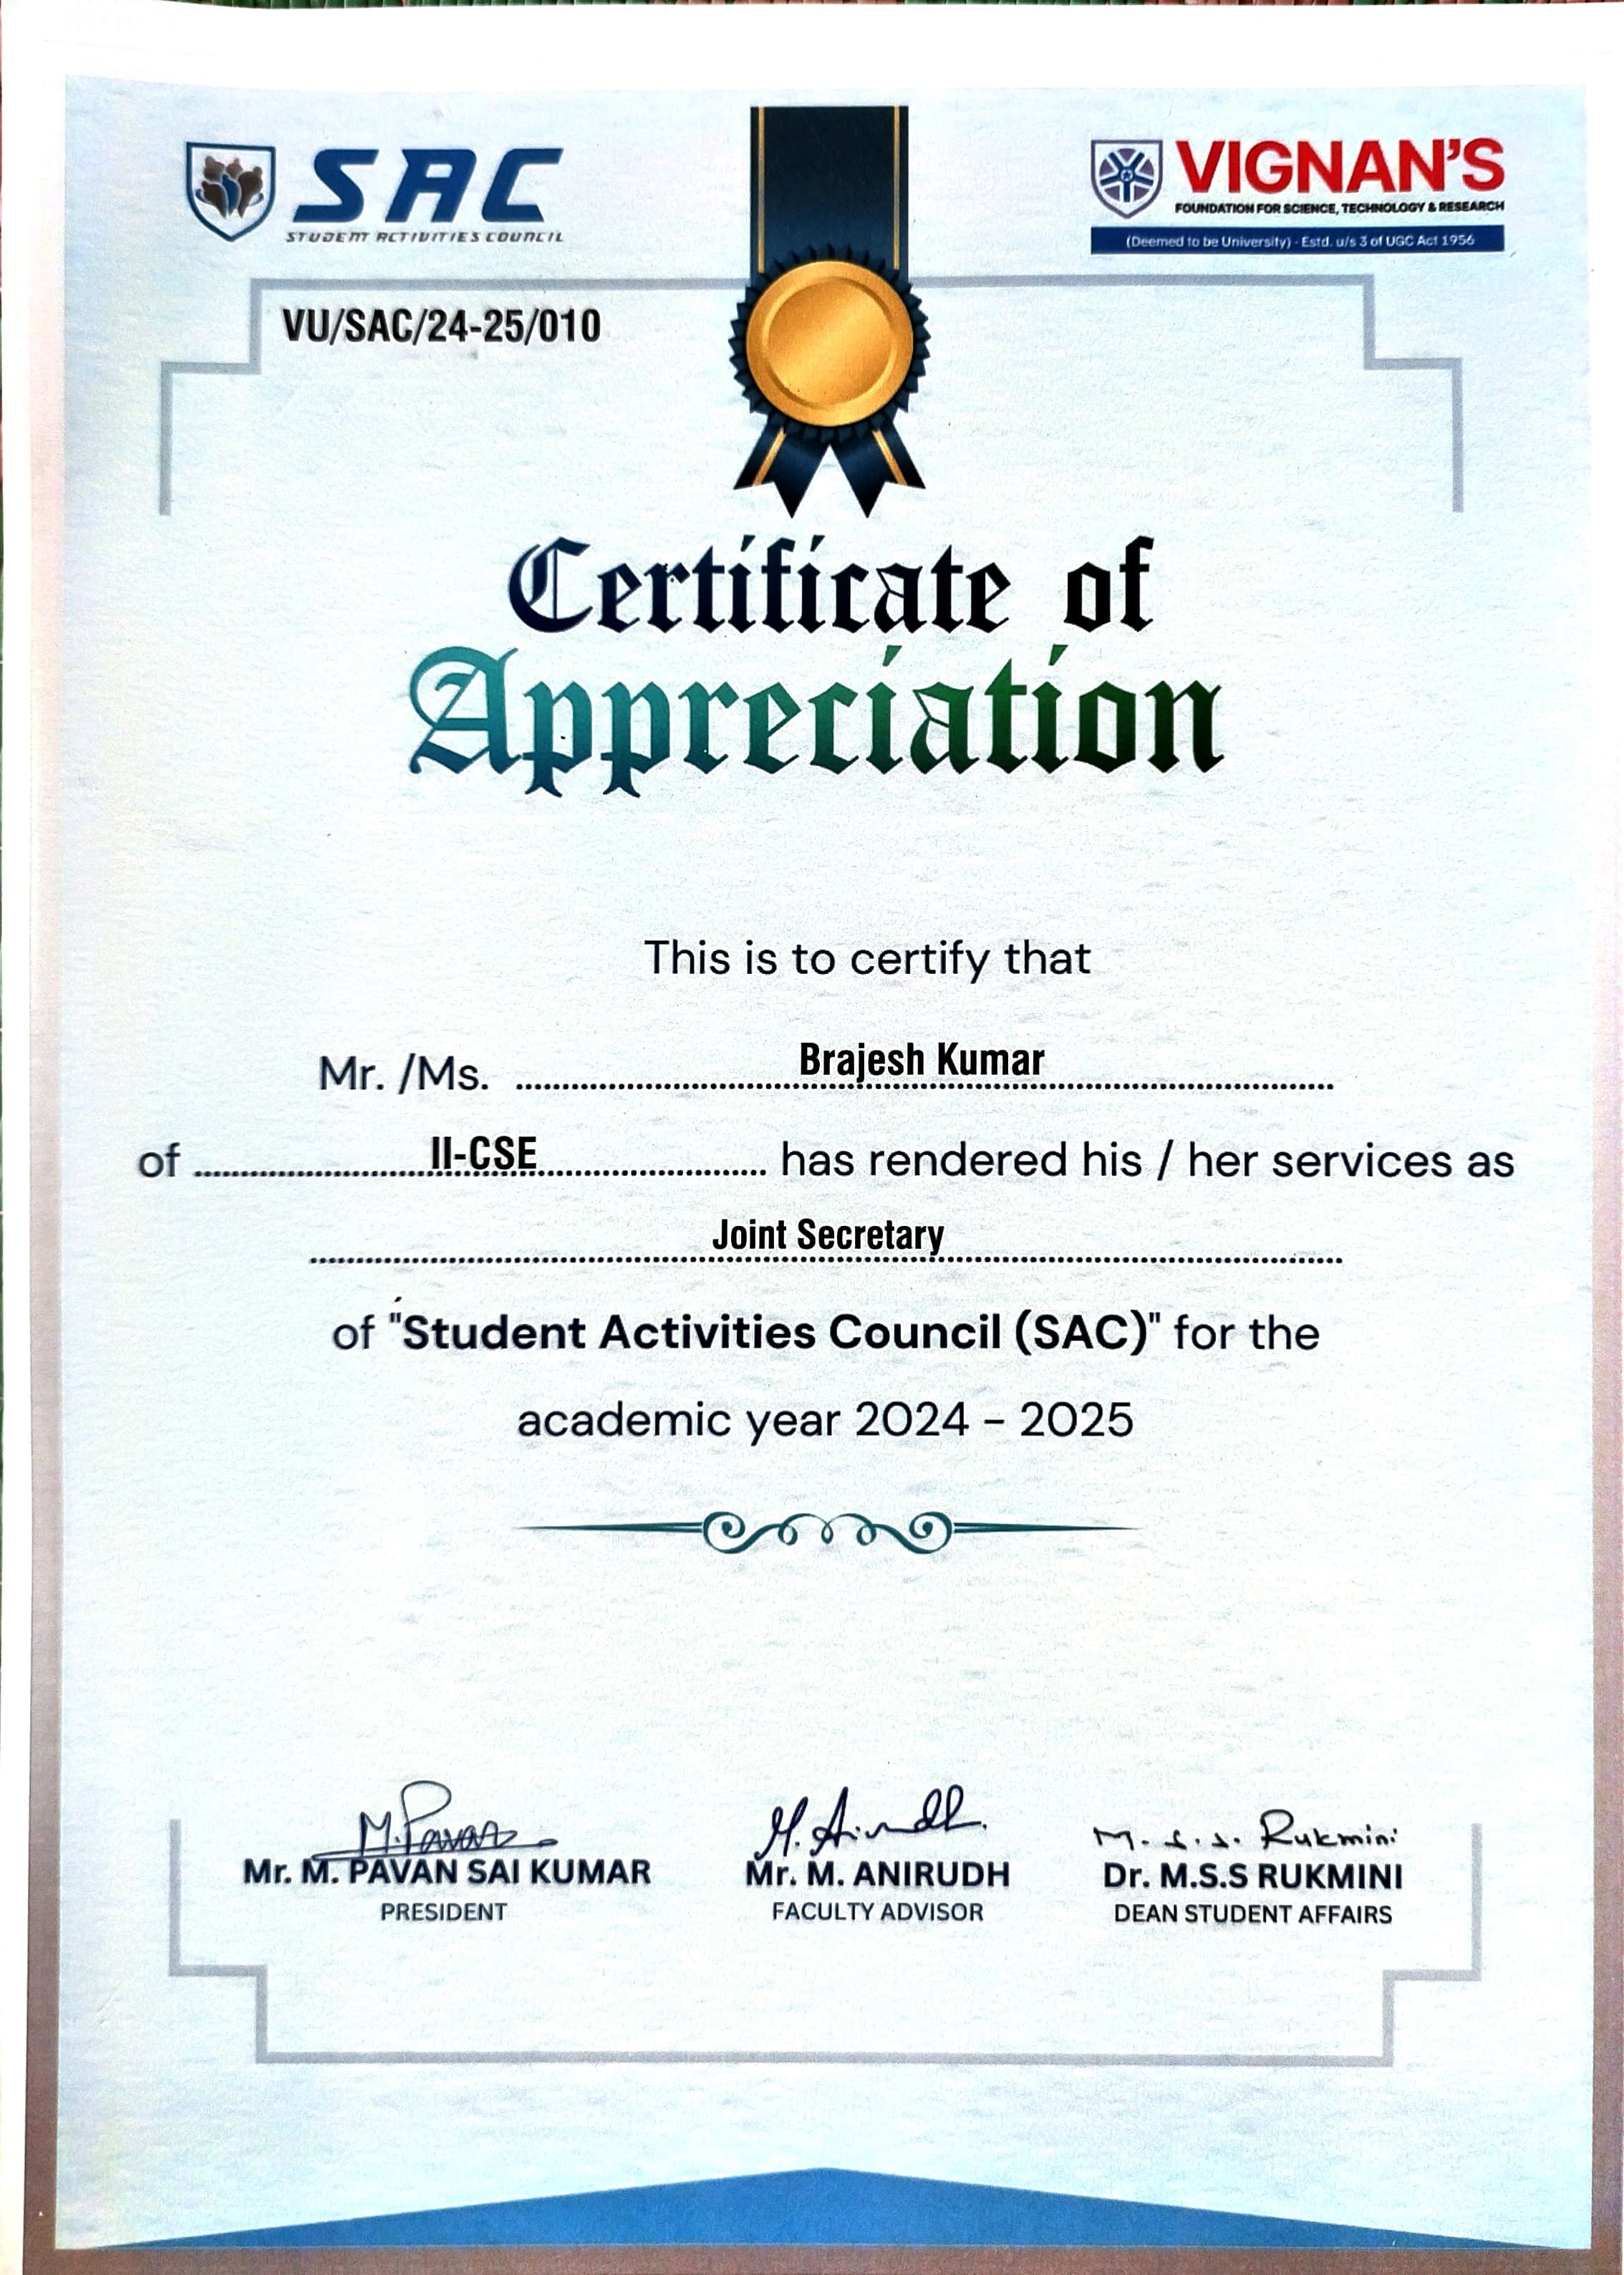 SAC
STUDENT ACTIVITIES COUNCIL
VIGNAN'S
FOUNDATION FOR SCIENCE, TECHNOLOGY & RESEARCH
(Deemed to be University) - Estd. u/s 3 of UGC Act 1956
VU/SAC/24-25/010
Certificate of
Appreciation
This is to certify that
Mr. /Ms. Brajesh Kumar
of II-CSE has rendered his / her services as
Joint Secretary
of "Student Activities Council (SAC)" for the
academic year 2024 - 2025
M. Pavan
M. Anirudh.
M. S. S. Rukmini
Mr. M. PAVAN SAI KUMAR
PRESIDENT
Mr. M. ANIRUDH
FACULTY ADVISOR
Dr. M.S.S RUKMINI
DEAN STUDENT AFFAIRS